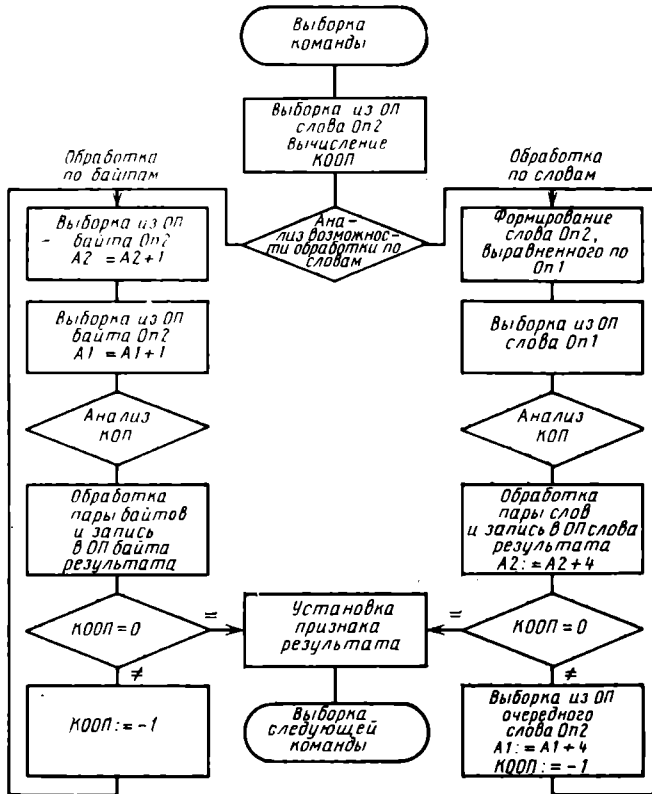 Выборка
команды
Выборка из ОП
слова Оп2
Вычисление
КООП
Обработка
по байтам
Обработка
по словам
Ана-
лиз возможнос-
ти обработки по
словам
Выборка из ОП
байта Оп2
А2 = А2+1
Выборка из ОП
байта Оп2
А1 = А1+1
Анализ
КОП
Обработка
пары байтов
и запись
в ОП байта
результата
КООП = 0
=
≠
КООП: = -1
Формирование
слова Оп2,
выравненного по
Оп1
Выборка из ОП
слова Оп1
Анализ
КОП
Обработка
пары слов
и запись в ОП слова
результата
А2: = А2+4
КООП = 0
=
≠
Выборка из ОП
очередного
слова Оп2
А1: = А1+4
КООП: = -1
Установка
признака
результата
Выборка
следующей
команды